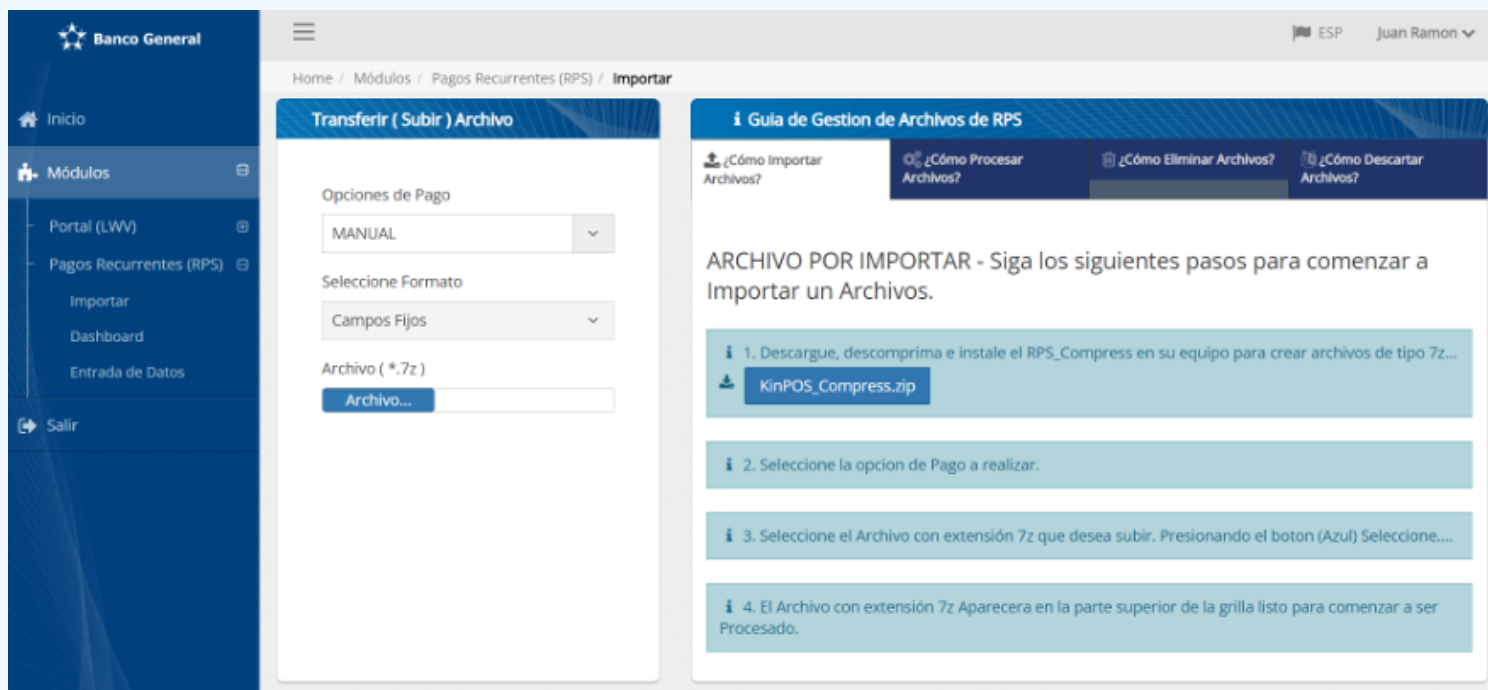 Banco General
ESP
Juan Ramon
Home / Módulos / Pagos Recurrentes (RPS) / Importar
Inicio
Módulos
Portal (LWV)
Pagos Recurrentes (RPS)
Importar
Dashboard
Entrada de Datos
Salir
Transferir ( Subir ) Archivo
Opciones de Pago
MANUAL
Seleccione Formato
Campos Fijos
Archivo ( *.7z )
Archivo...
Guia de Gestion de Archivos de RPS
¿Cómo Importar
Archivos?
¿Cómo Procesar
Archivos?
¿Cómo Eliminar Archivos?
¿Cómo Descartar
Archivos?
ARCHIVO POR IMPORTAR - Siga los siguientes pasos para comenzar a
Importar un Archivos.
1. Descargue, descomprima e instale el RPS_Compress en su equipo para crear archivos de tipo 7z...
KinPOS_Compress.zip
2. Seleccione la opcion de Pago a realizar.
3. Seleccione el Archivo con extensión 7z que desea subir. Presionando el boton (Azul) Seleccione....
4. El Archivo con extensión 7z Aparecera en la parte superior de la grilla listo para comenzar a ser
Procesado.